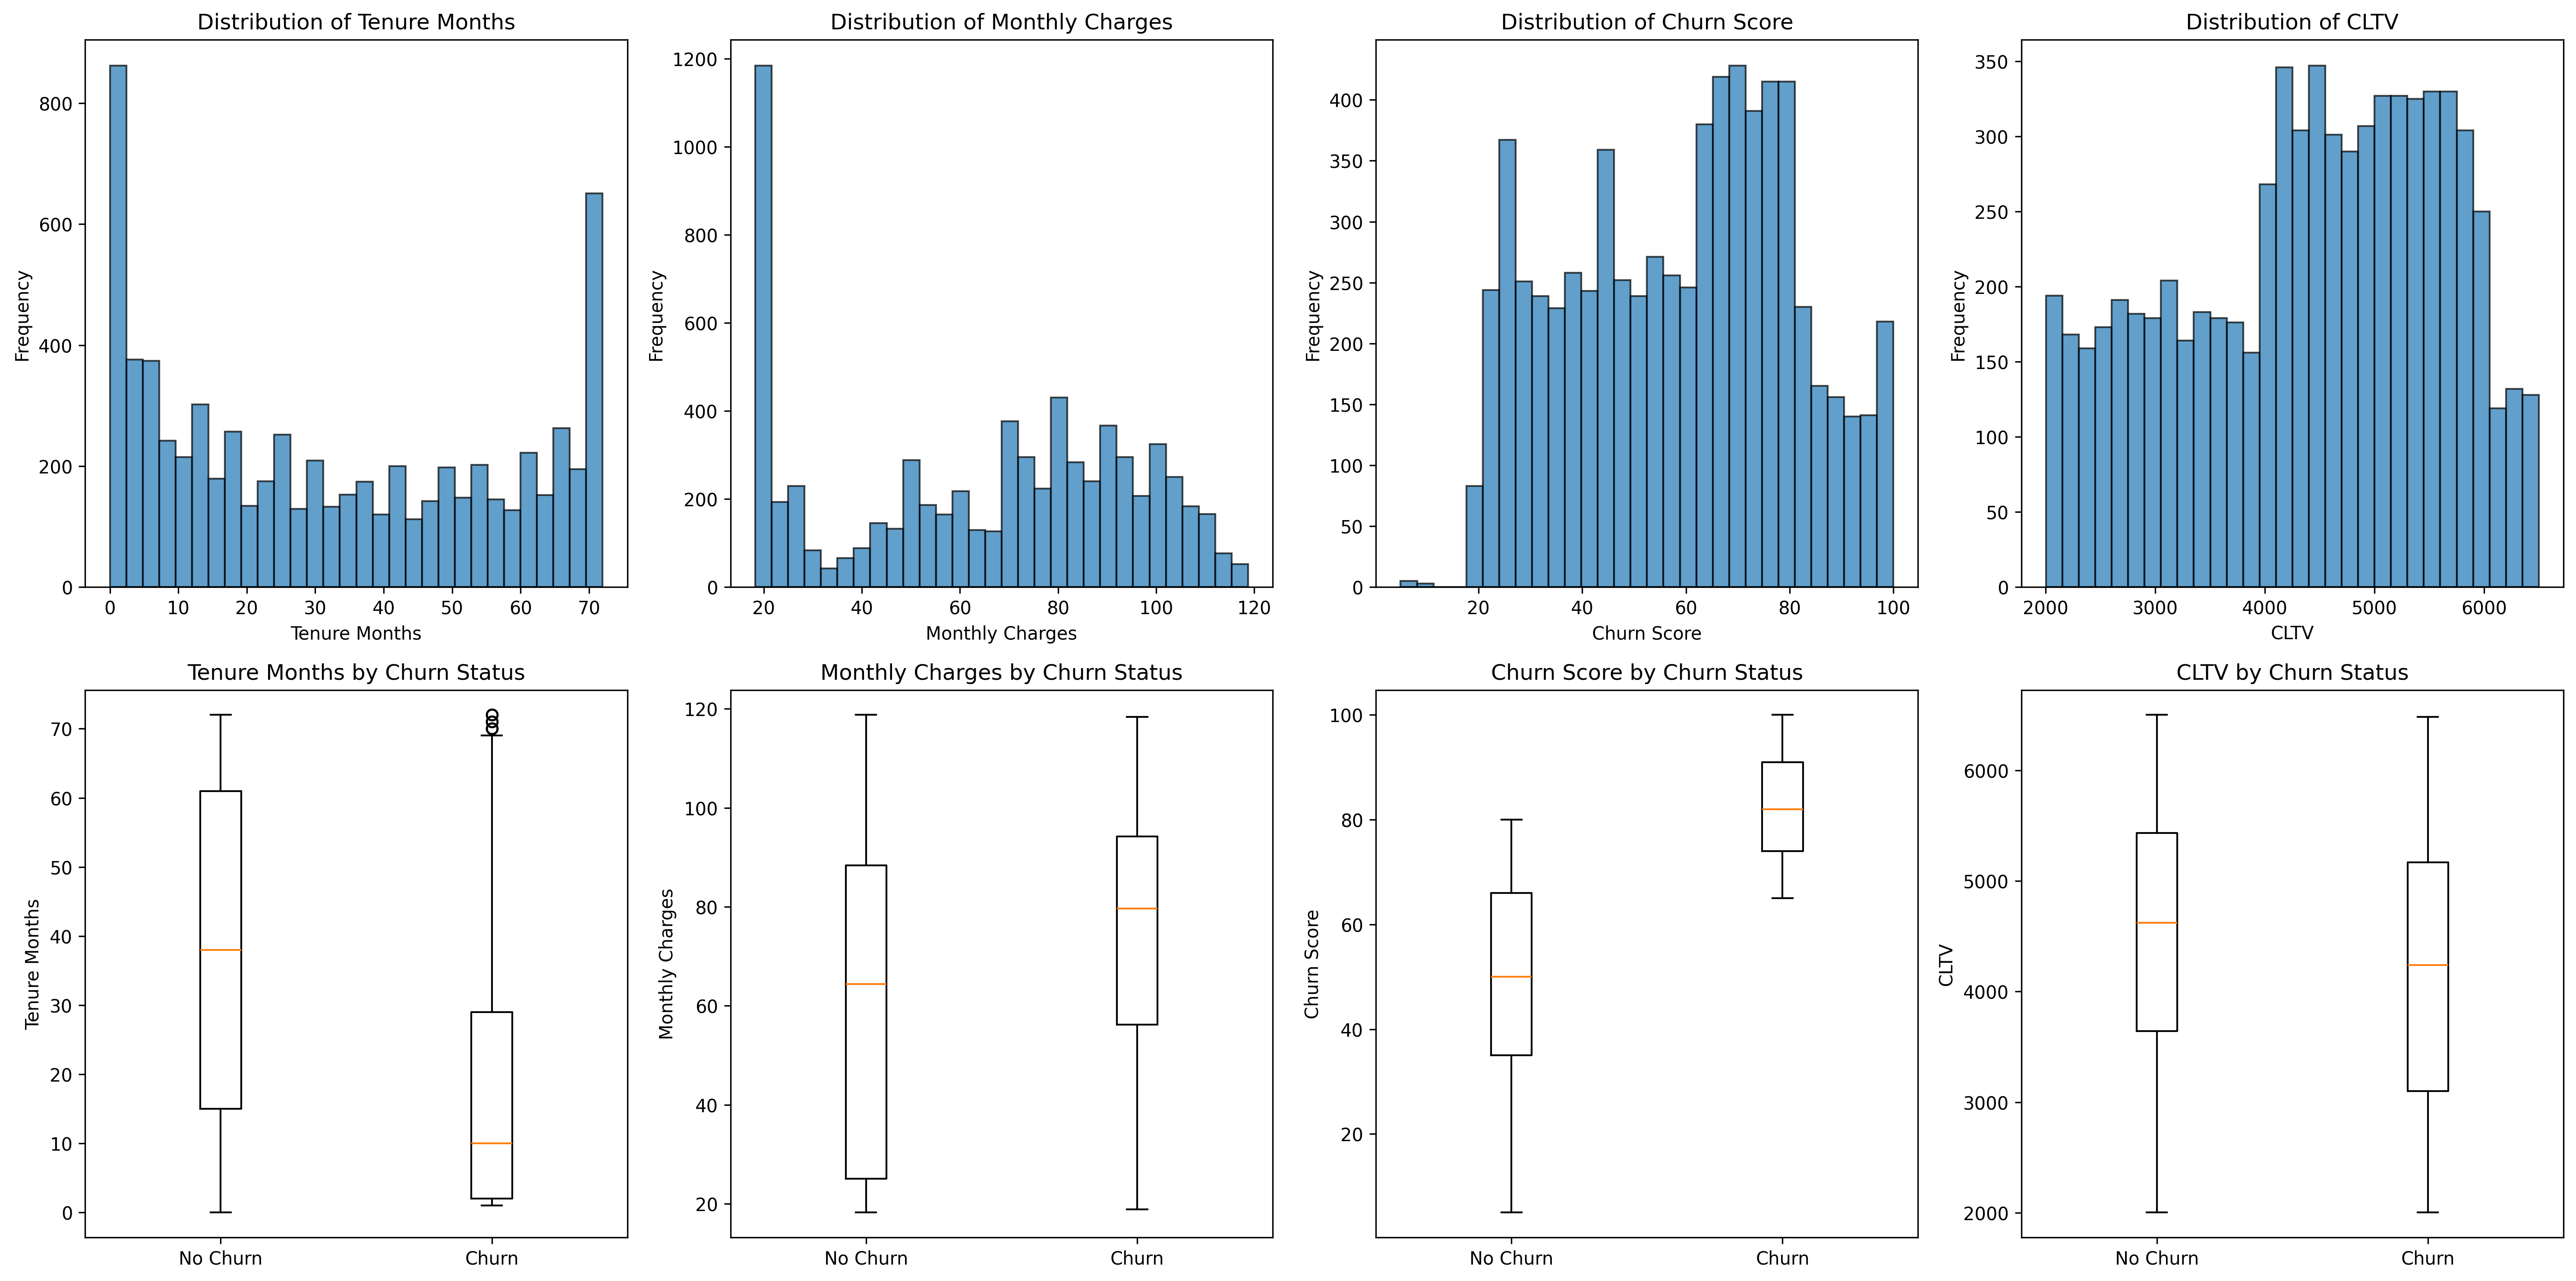 Distribution of Tenure Months
Frequency
800
600
400
200
0
0 10 20 30 40 50 60 70
Tenure Months
Distribution of Monthly Charges
Frequency
1200
1000
800
600
400
200
0
20 40 60 80 100 120
Monthly Charges
Distribution of Churn Score
Frequency
400
350
300
250
200
150
100
50
0
20 40 60 80 100
Churn Score
Distribution of CLTV
Frequency
350
300
250
200
150
100
50
0
2000 3000 4000 5000 6000
CLTV
Tenure Months by Churn Status
Tenure Months
70
60
50
40
30
20
10
0
No Churn Churn
Monthly Charges by Churn Status
Monthly Charges
120
100
80
60
40
20
No Churn Churn
Churn Score by Churn Status
Churn Score
100
80
60
40
20
No Churn Churn
CLTV by Churn Status
CLTV
6000
5000
4000
3000
2000
No Churn Churn